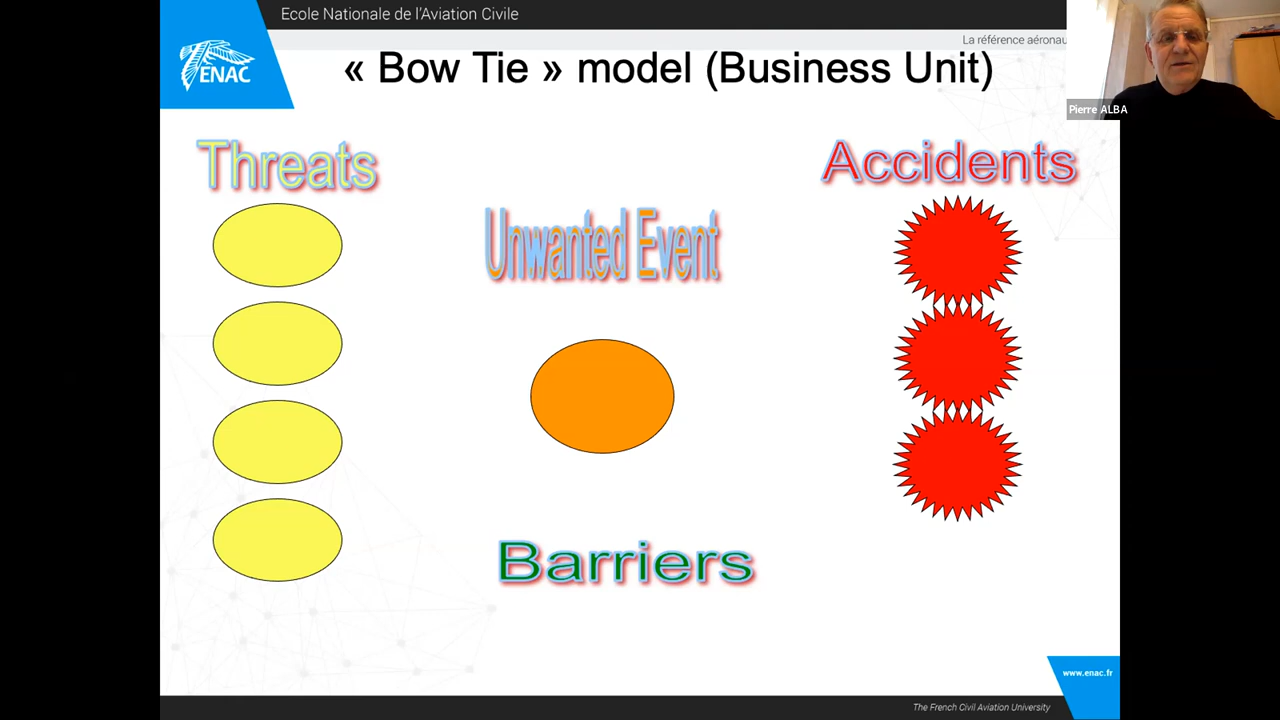 Ecole Nationale de l'Aviation Civile
La référence aéronau
ENAC
« Bow Tie » model (Business Unit)
Pierre ALBA
Threats
Accidents
Unwanted Event
Barriers
www.enac.fr
The French Civil Aviation University